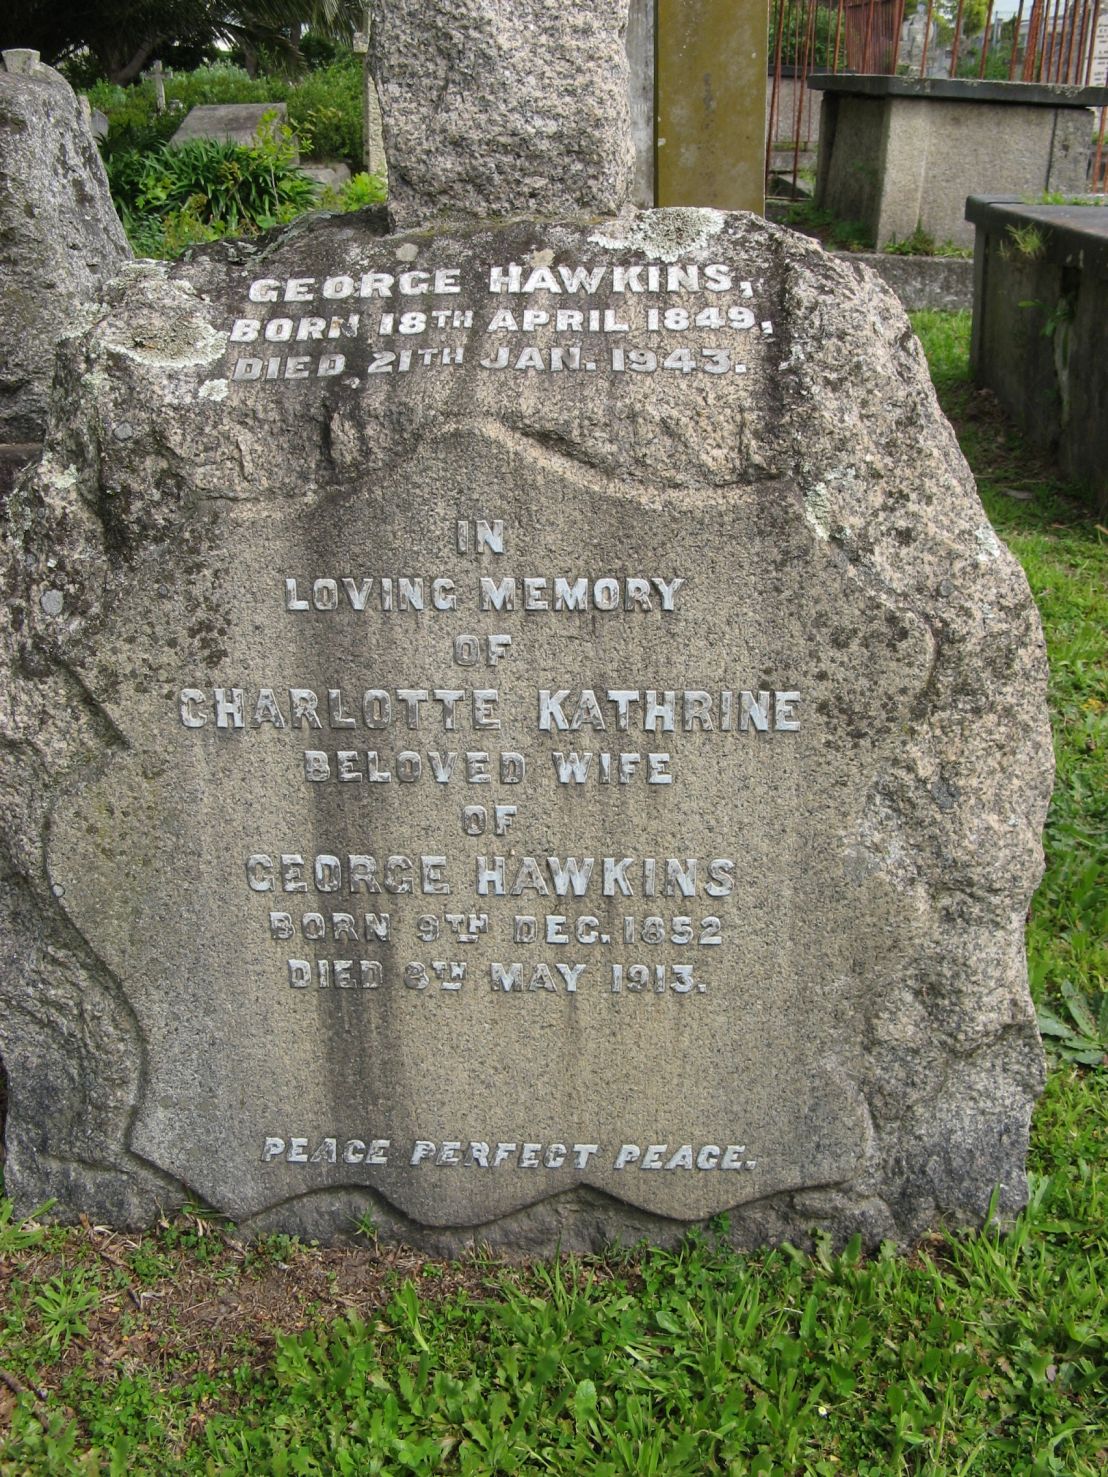 GEORGE HAWKINS,
BORN 18TH APRIL 1849,
DIED 21TH JAN. 1943.
IN
LOVING MEMORY
OF
CHARLOTTE KATHRINE
BELOVED WIFE
OF
GEORGE HAWKINS
BORN 9TH DEC. 1852
DIED 8TH MAY 1913.
PEACE PERFECT PEACE.